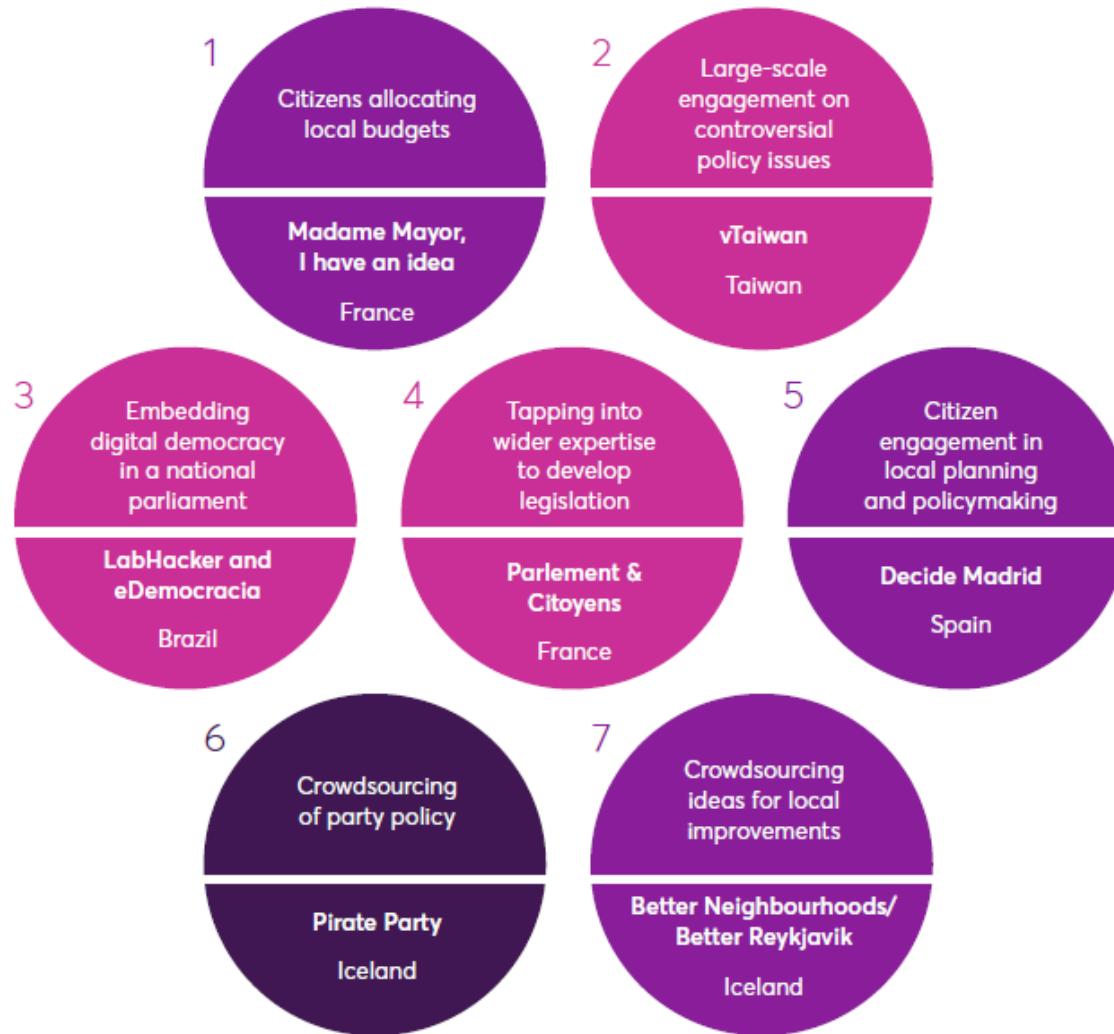 1
Citizens allocating
local budgets
Madame Mayor,
I have an idea
France
2
Large-scale
engagement on
controversial
policy issues
vTaiwan
Taiwan
3
Embedding
digital democracy
in a national
parliament
LabHacker and
eDemocracia
Brazil
4
Tapping into
wider expertise
to develop
legislation
Parlement &
Citoyens
France
5
Citizen
engagement in
local planning
and policymaking
Decide Madrid
Spain
6
Crowdsourcing
of party policy
Pirate Party
Iceland
7
Crowdsourcing
ideas for local
improvements
Better Neighbourhoods/
Better Reykjavik
Iceland